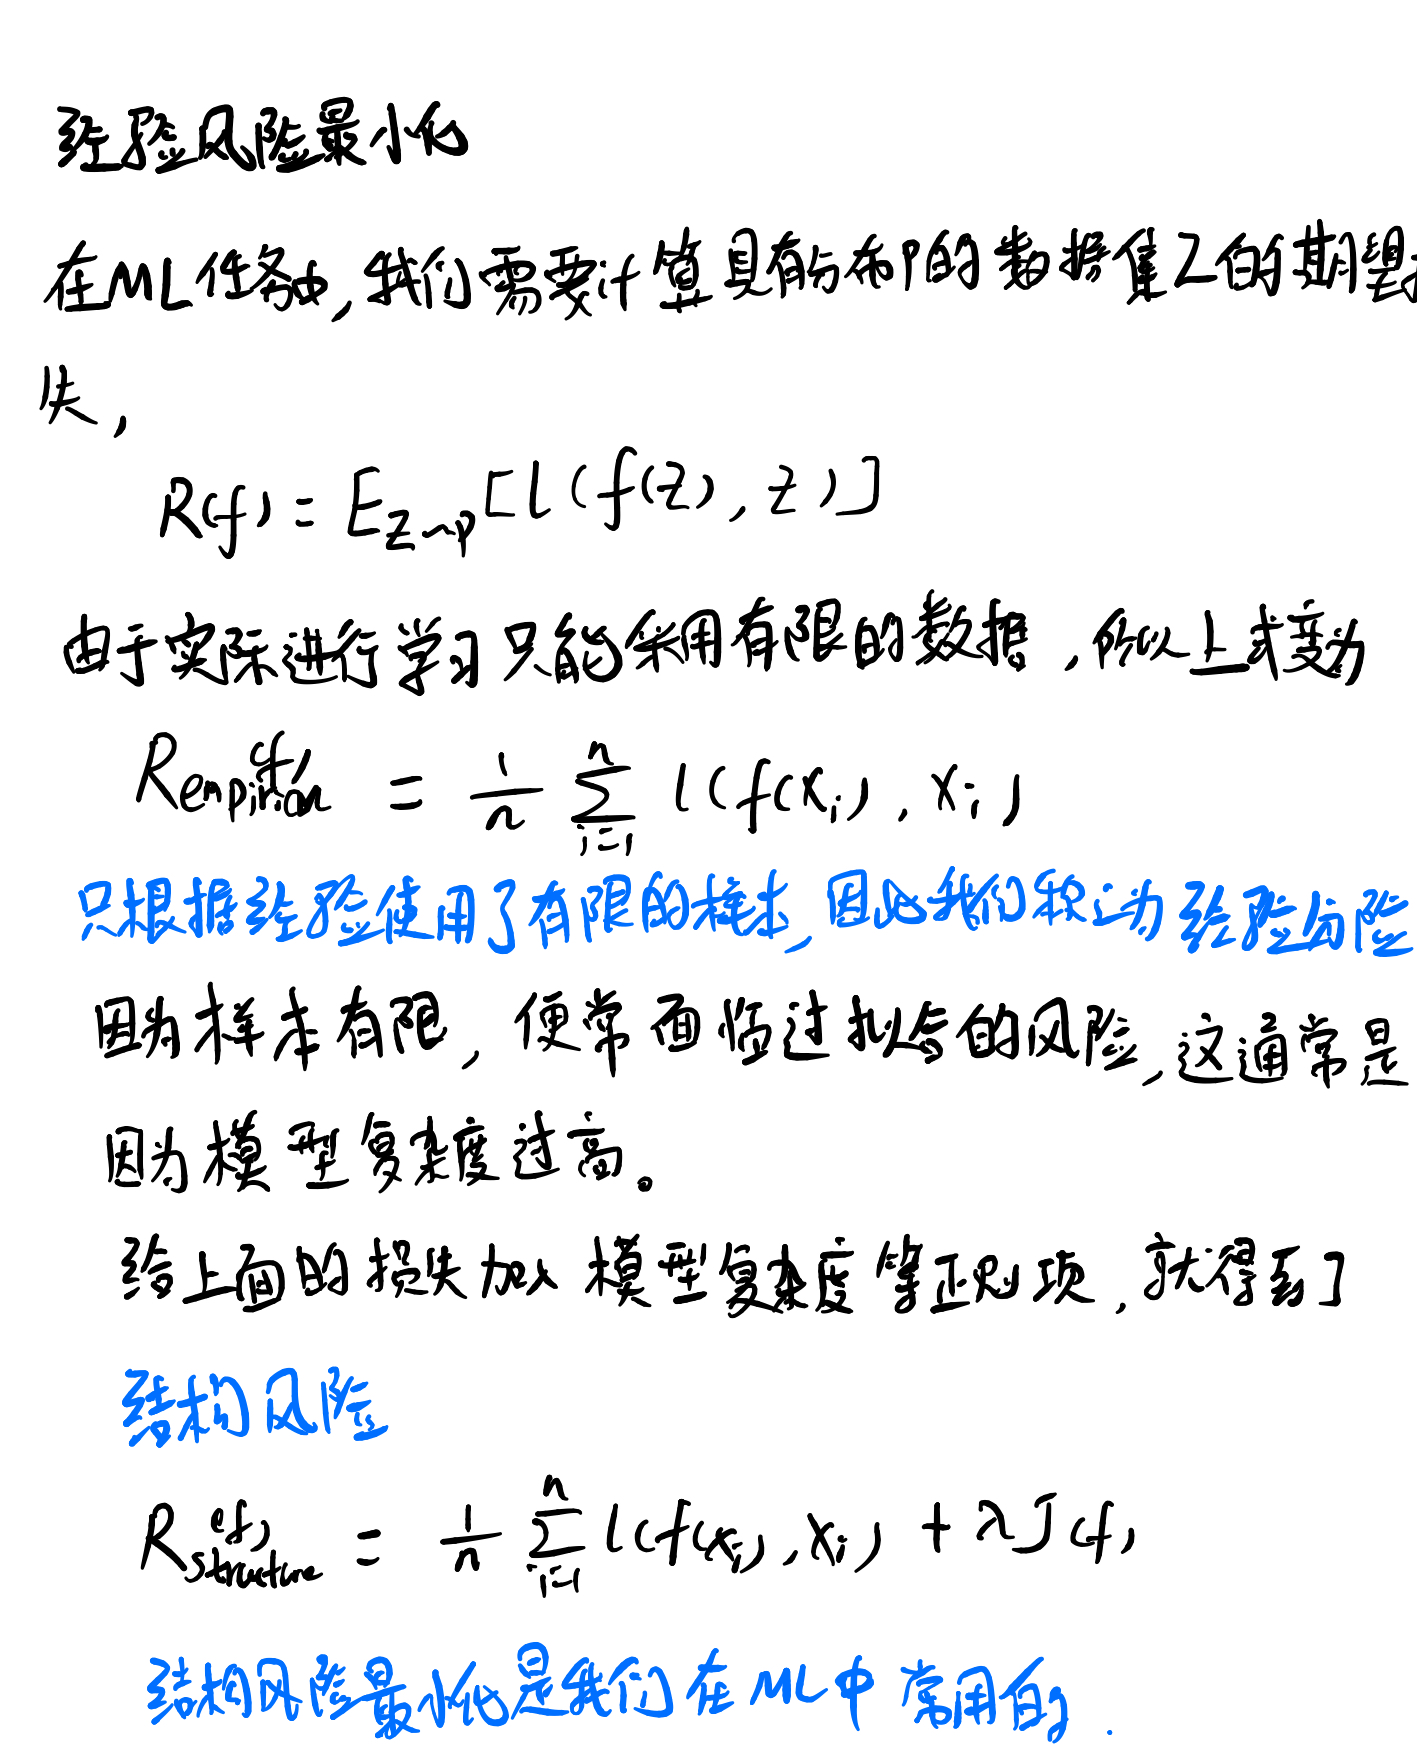 经验风险最小化
在ML任务中,我们需要计算具有分布P的数据集Z的期望损
失,
R(f) = E_{Z~P}[l(f(z), z)]
由于实际进行学习只能采用有限的数据,所以上式变为
R_{empirical}^{(f)} = \frac{1}{n} \sum_{i=1}^{n} l(f(x_i), x_i)
只根据经验使用了有限的样本,因此我们称之为 经验风险
因为样本有限,便常面临过拟合的风险,这通常是
因为模型复杂度过高。
给上面的损失加入 模型复杂度等正则项,就得到了
结构风险
R_{structure}^{(f)} = \frac{1}{n} \sum_{i=1}^{n} l(f(x_i), x_i) + λJ(f)
结构风险最小化是我们在ML中常用的.